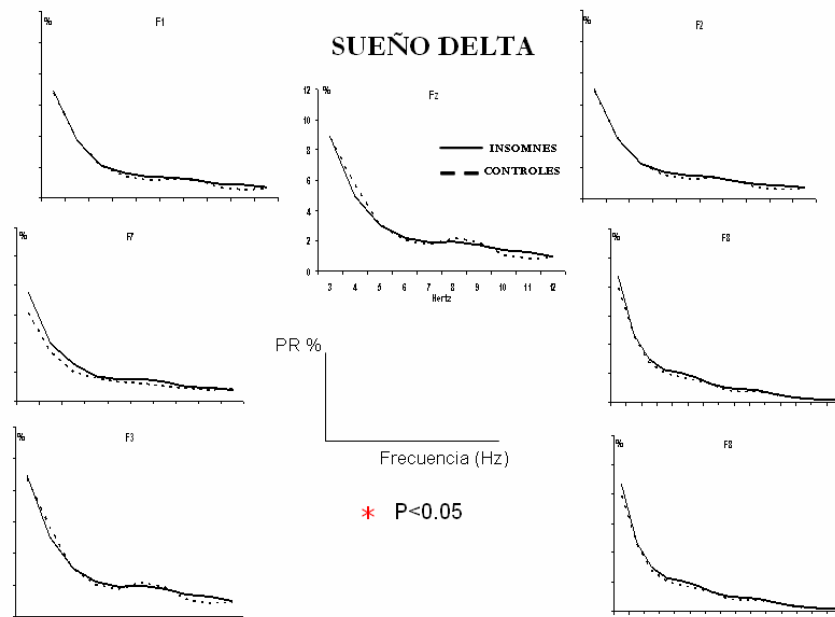 SUEÑO DELTA
%
F1
%
F2
%
Fz
12
10
8
6
4
2
0
3 4 5 6 7 8 9 10 11 12
Hertz
INSOMNES
CONTROLES
%
F7
%
F8
PR %
Frecuencia (Hz)
%
F3
%
F8
* P<0.05